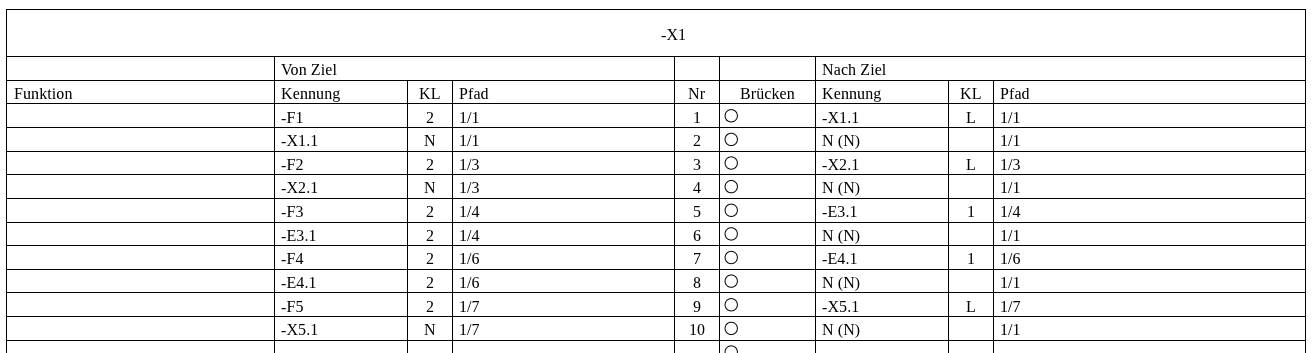 -X1
Von Ziel Nach Ziel
Funktion Kennung KL Pfad Nr Brücken Kennung KL Pfad
-F1 2 1/1 1 -X1.1 L 1/1
-X1.1 N 1/1 2 N (N) 1/1
-F2 2 1/3 3 -X2.1 L 1/3
-X2.1 N 1/3 4 N (N) 1/1
-F3 2 1/4 5 -E3.1 1 1/4
-E3.1 2 1/4 6 N (N) 1/1
-F4 2 1/6 7 -E4.1 1 1/6
-E4.1 2 1/6 8 N (N) 1/1
-F5 2 1/7 9 -X5.1 L 1/7
-X5.1 N 1/7 10 N (N) 1/1